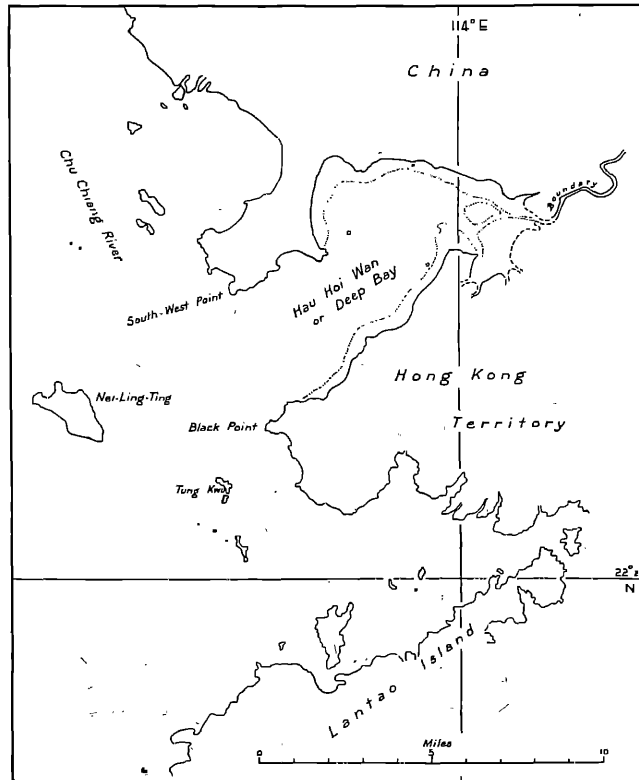 114° E
China
Boundary
Chu Chiang River
Hau Hoi Wan
or Deep Bay
South-West Point
Hong Kong
Nei-Ling-Ting
Black Point
Territory
Tung Kwu
22°
N
Lantao Island
Miles
0 5 10